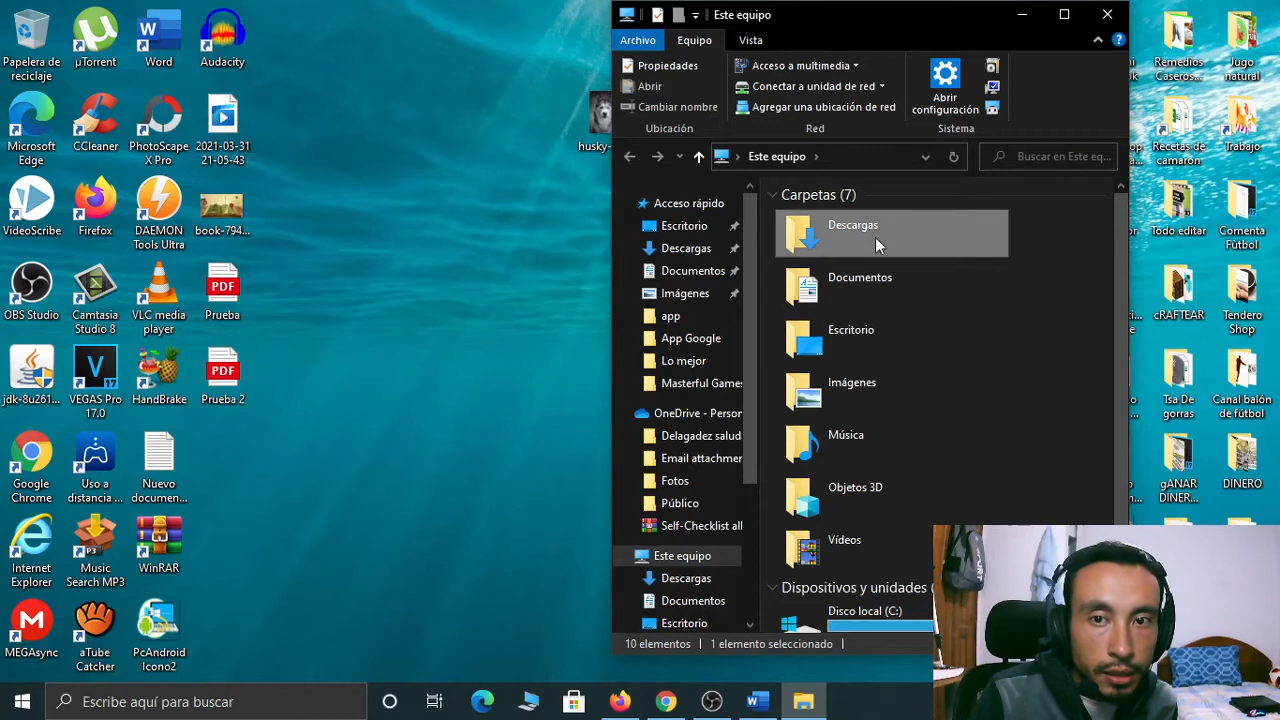 Papelera de
reciclaje
µTorrent
Word
Audacity
Microsoft
Edge
CCleaner
PhotoScape
X Pro
2021-03-31
21-05-43
VideoScribe
Firefox
DAEMON
Tools Ultra
book-794...
OBS Studio
Camtasia
Studio 8
VLC media
player
PDF
Prueba
jdk-8u261...
V
17
VEGAS Pro
17.0
HandBrake
PDF
Prueba 2
Google
Chrome
Uso a
distancia ...
Nuevo
documen...
Internet
Explorer
P3
Music
Search MP3
WinRAR
MEGAsync
aTube
Catcher
PcAndroid
Icono2
husky-
Este equipo
Archivo
Equipo
Vista
Propiedades
Abrir
Cambiar nombre
Ubicación
Acceso a multimedia
Conectar a unidad de red
Agregar una ubicación de red
Red
Abrir
configuración
Sistema
Este equipo
Buscar en Este eq...
Acceso rápido
Escritorio
Descargas
Documentos
Imágenes
app
App Google
Lo mejor
Masterful Game
OneDrive - Person
Delagadez salud
Email attachmer
Fotos
Público
Self-Checklist all
Este equipo
Descargas
Documentos
Escritorio
Carpetas (7)
Descargas
Documentos
Escritorio
Imágenes
Música
Objetos 3D
Vídeos
Dispositivos y unidades (
Disco local (C:)
10 elementos
1 elemento seleccionado
Remedios
Caseros...
Jugo
natural
Recetas de
camarón
Trabajo
Todo editar
Comenta
Fútbol
cRAFTEAR
Tendero
Shop
Tsa De
gorras
Canal balón
de fútbol
gANAR
DINER...
DINERO
Escribe aquí para buscar